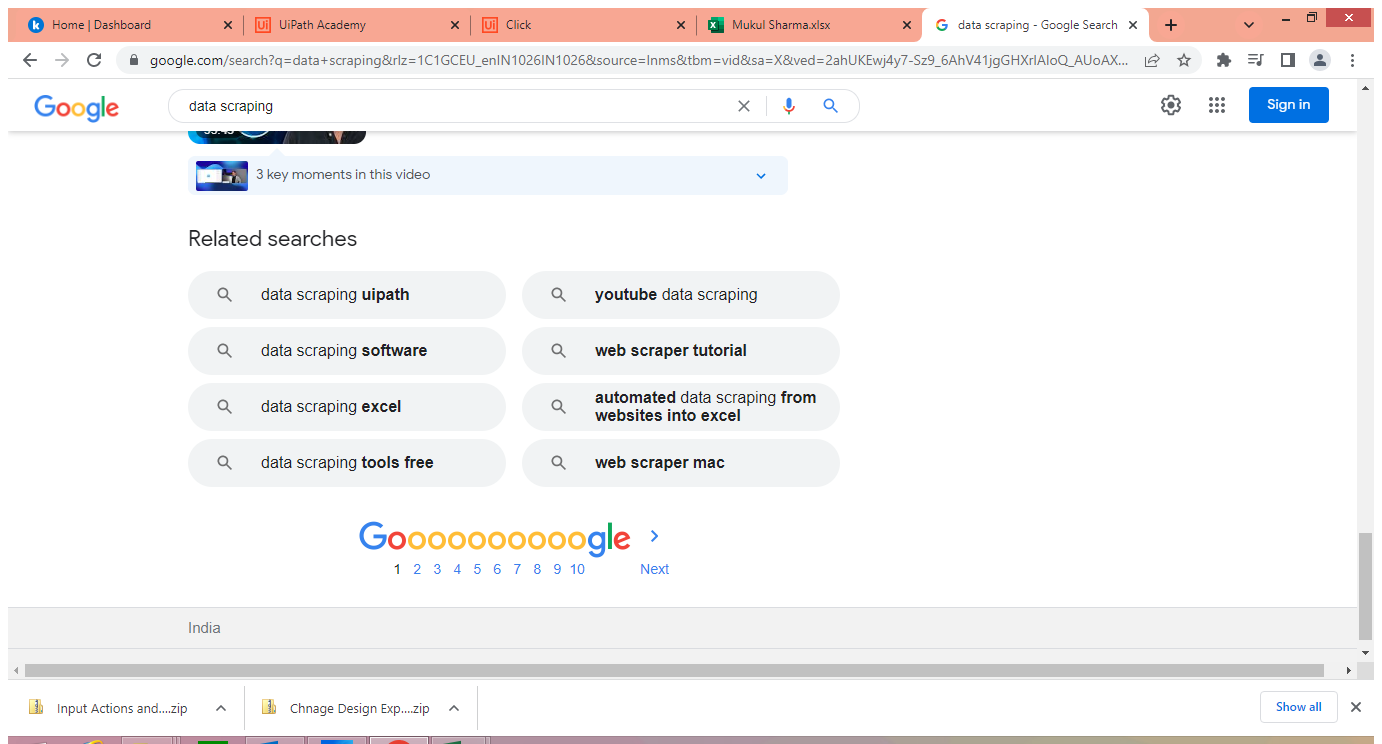 Home | Dashboard
UiPath Academy
Click
Mukul Sharma.xlsx
data scraping - Google Search
google.com/search?q=data+scraping&rlz=1C1GCEU_enIN1026IN1026&source=lnms&tbm=vid&sa=X&ved=2ahUKEwj4y7-Sz9_6AhV41jgGHXrIAloQ_AUoAX...
Google
data scraping
Sign in
3 key moments in this video
Related searches
data scraping uipath
youtube data scraping
data scraping software
web scraper tutorial
data scraping excel
automated data scraping from
websites into excel
data scraping tools free
web scraper mac
Goooooooooogle
1 2 3 4 5 6 7 8 9 10 Next
India
Input Actions and....zip
Chnage Design Exp....zip
Show all